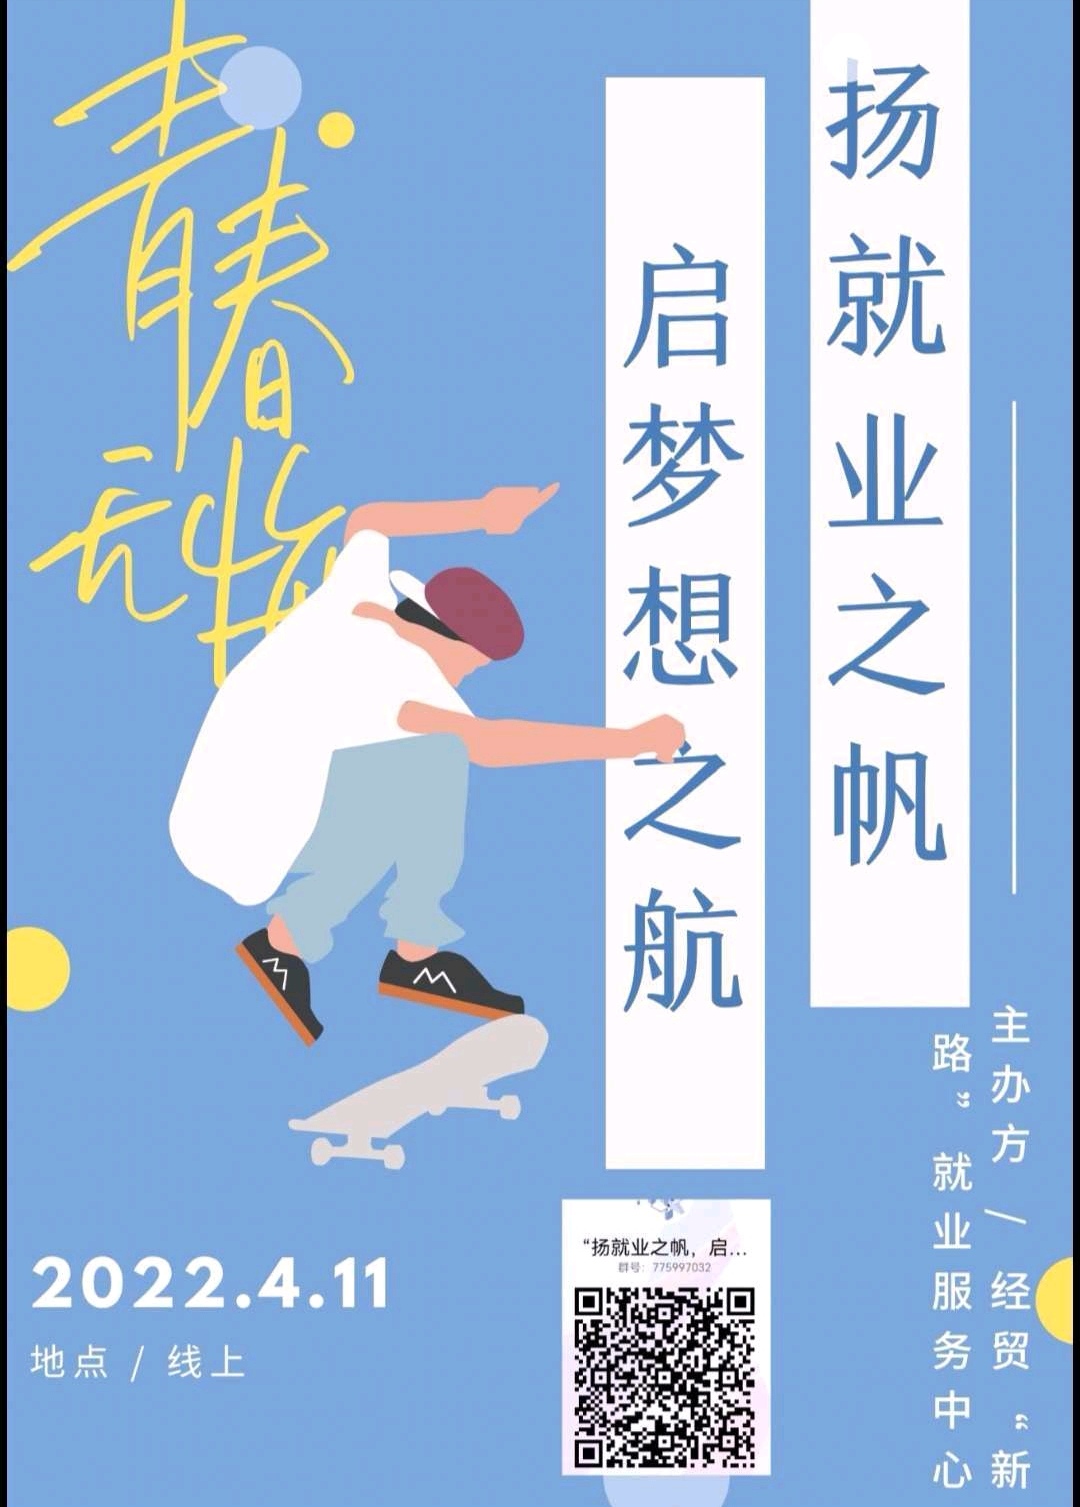 青春
无悔
扬就业之帆
启梦想之航
主办方/经贸“新
路”就业服务中心
2022.4.11
地点 / 线上
“扬就业之帆，启...
群号：775997032